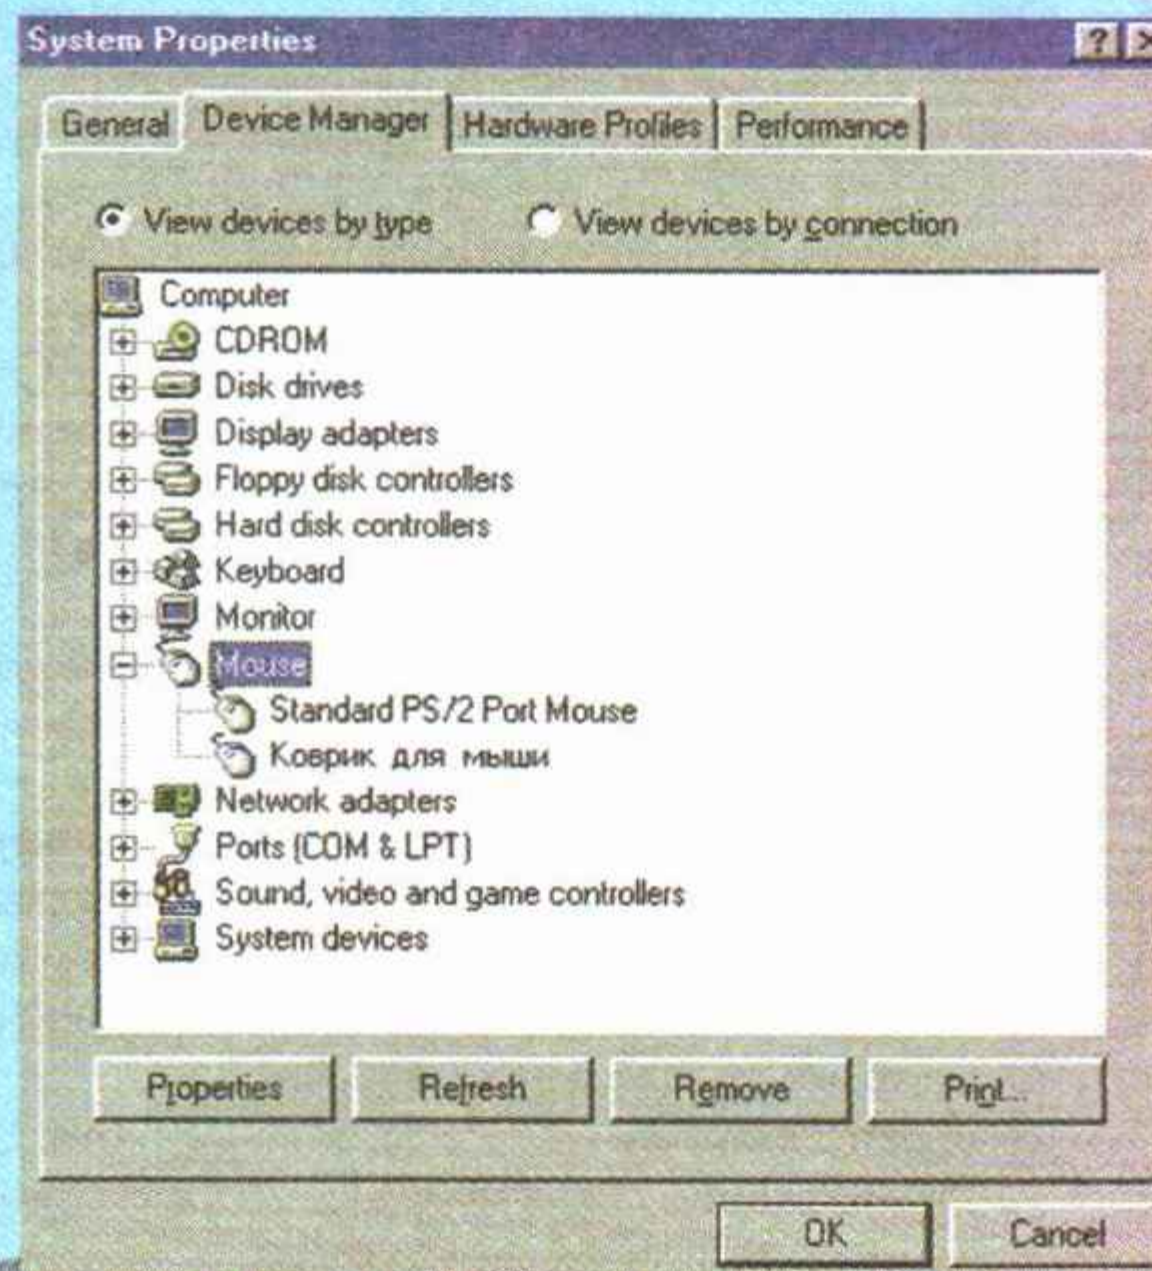 System Properties
General Device Manager Hardware Profiles Performance
View devices by type View devices by connection
Computer
CDROM
Disk drives
Display adapters
Floppy disk controllers
Hard disk controllers
Keyboard
Monitor
Mouse
Standard PS/2 Port Mouse
Коврик для мыши
Network adapters
Ports (COM & LPT)
Sound, video and game controllers
System devices
Properties Refresh Remove Print...
OK Cancel